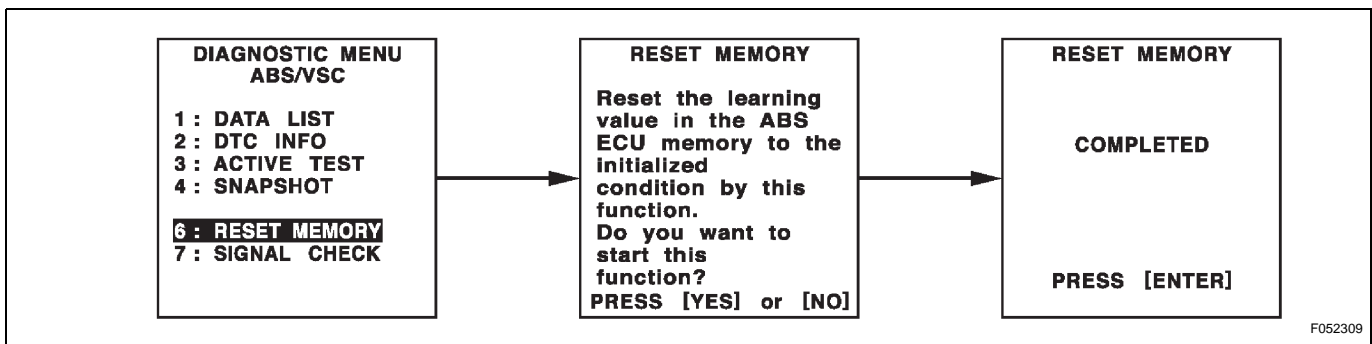 DIAGNOSTIC MENU
ABS/VSC
1 : DATA LIST
2 : DTC INFO
3 : ACTIVE TEST
4 : SNAPSHOT
6 : RESET MEMORY
7 : SIGNAL CHECK
RESET MEMORY
Reset the learning
value in the ABS
ECU memory to the
initialized
condition by this
function.
Do you want to
start this
function?
PRESS [YES] or [NO]
RESET MEMORY
COMPLETED
PRESS [ENTER]
F052309